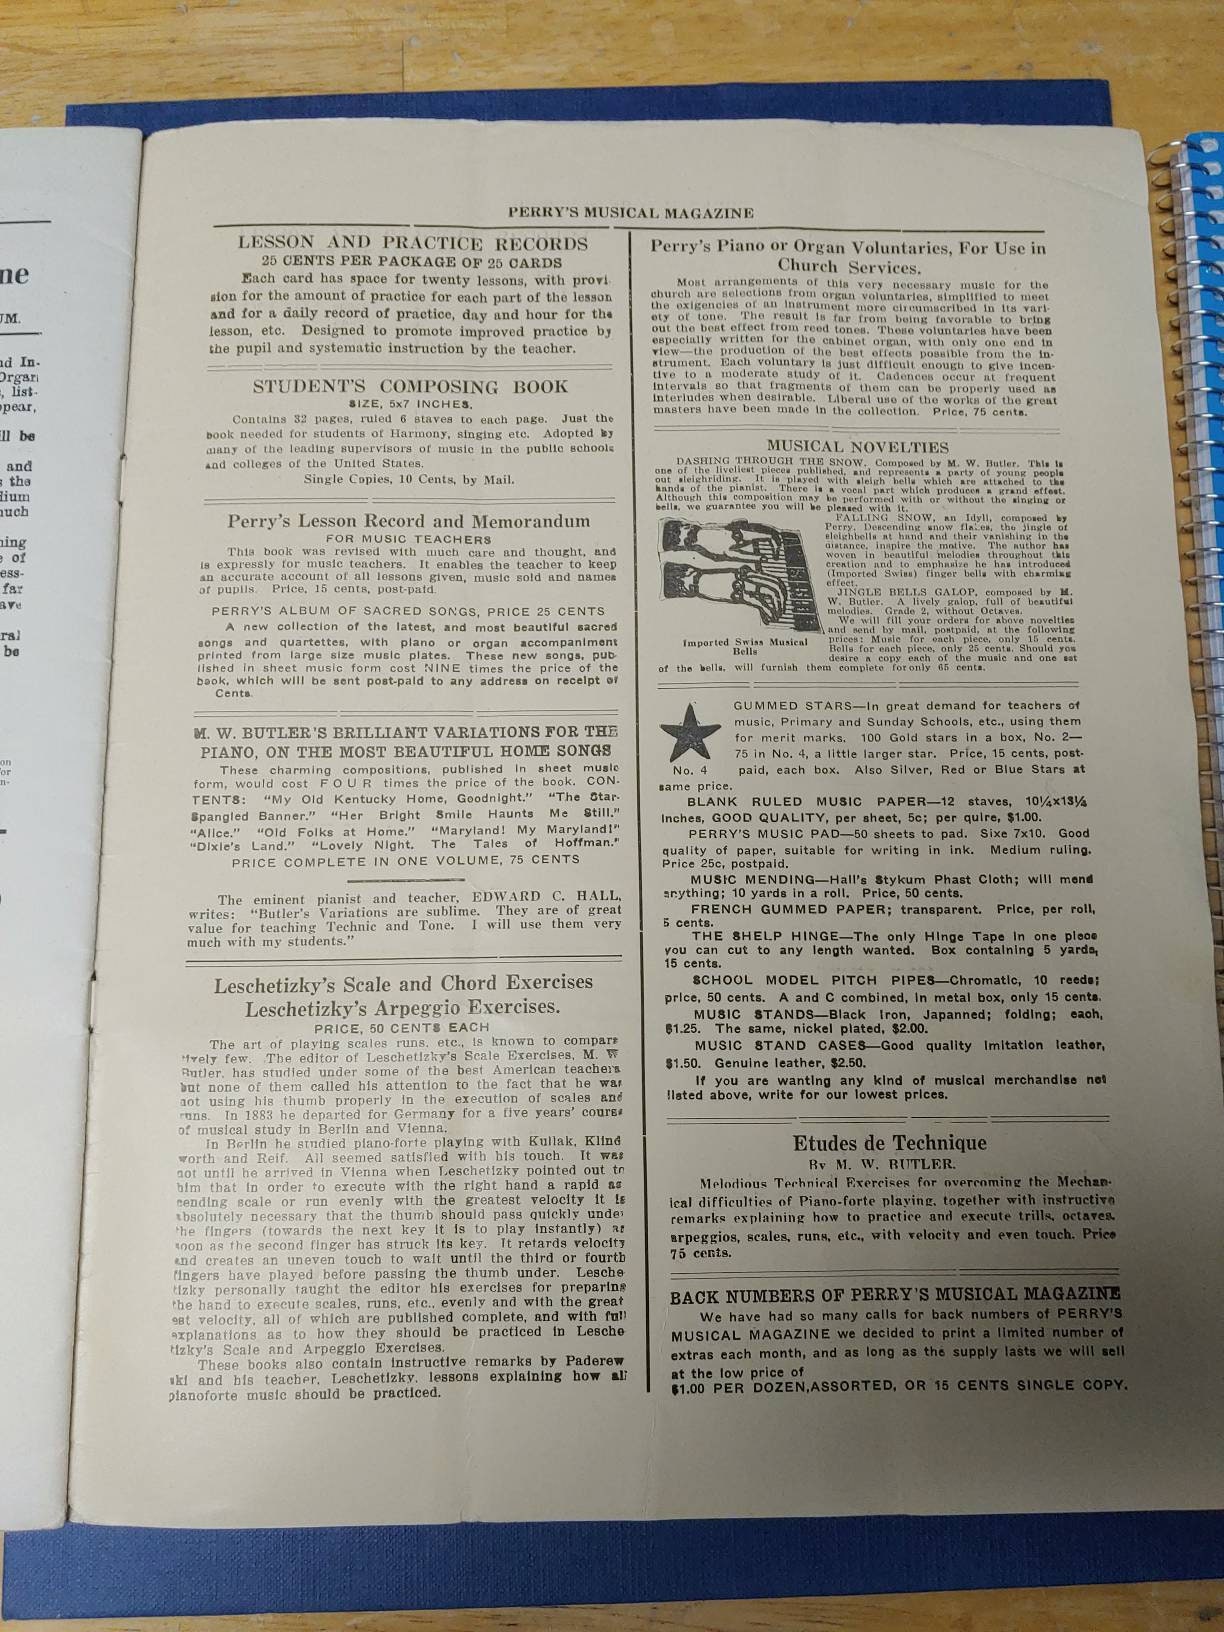 ne
UM.
nd In-
Organ
, list-
ppear,
ll be
and
s the
dium
much
ning
e of
ess-
far
ave
ral
be
on
or
n-
PERRY'S MUSICAL MAGAZINE
LESSON AND PRACTICE RECORDS
25 CENTS PER PACKAGE OF 25 CARDS
Each card has space for twenty lessons, with provi
sion for the amount of practice for each part of the lesson
and for a daily record of practice, day and hour for the
lesson, etc. Designed to promote improved practice by
the pupil and systematic instruction by the teacher.
STUDENT'S COMPOSING BOOK
SIZE, 5x7 INCHES.
Contains 32 pages, ruled 6 staves to each page. Just the
book needed for students of Harmony, singing etc. Adopted by
many of the leading supervisors of music in the public schools
and colleges of the United States.
Single Copies, 10 Cents, by Mail.
Perry's Lesson Record and Memorandum
FOR MUSIC TEACHERS
This book was revised with much care and thought, and
is expressly for music teachers. It enables the teacher to keep
an accurate account of all lessons given, music sold and names
of pupils. Price, 15 cents, post-paid.
PERRY'S ALBUM OF SACRED SONGS, PRICE 25 CENTS
A new collection of the latest, and most beautiful sacred
songs and quartettes, with piano or organ accompaniment
printed from large size music plates. These new songs, pub
lished in sheet music form cost NINE times the price of the
book, which will be sent post-paid to any address on receipt of
Cents.
M. W. BUTLER'S BRILLIANT VARIATIONS FOR THE
PIANO, ON THE MOST BEAUTIFUL HOME SONGS
These charming compositions, published in sheet music
form, would cost FOUR times the price of the book. CON-
TENTS: "My Old Kentucky Home, Goodnight." "The Star-
Spangled Banner." "Her Bright Smile Haunts Me Still."
"Alice." "Old Folks at Home." "Maryland! My Maryland!"
"Dixie's Land." "Lovely Night. The Tales of Hoffman."
PRICE COMPLETE IN ONE VOLUME, 75 CENTS
The eminent pianist and teacher, EDWARD C. HALL,
writes: "Butler's Variations are sublime. They are of great
value for teaching Technic and Tone. I will use them very
much with my students."
Leschetizky's Scale and Chord Exercises
Leschetizky's Arpeggio Exercises.
PRICE, 50 CENTS EACH
The art of playing scales runs, etc., is known to compara
tively few. The editor of Leschetizky's Scale Exercises, M. W
Butler, has studied under some of the best American teachers
but none of them called his attention to the fact that he was
not using his thumb properly in the execution of scales and
runs. In 1883 he departed for Germany for a five years' course
of musical study in Berlin and Vienna.
In Berlin he studied piano-forte playing with Kullak, Klind
worth and Reif. All seemed satisfied with his touch. It was
not until he arrived in Vienna when Leschetizky pointed out to
him that in order to execute with the right hand a rapid as
cending scale or run evenly with the greatest velocity it is
absolutely necessary that the thumb should pass quickly under
the fingers (towards the next key it is to play instantly) as
soon as the second finger has struck its key. It retards velocity
and creates an uneven touch to wait until the third or fourth
fingers have played before passing the thumb under. Lesche
tizky personally taught the editor his exercises for preparing
the hand to execute scales, runs, etc., evenly and with the great
est velocity, all of which are published complete, and with full
explanations as to how they should be practiced in Lesche
tizky's Scale and Arpeggio Exercises.
These books also contain instructive remarks by Paderew
ski and his teacher, Leschetizky, lessons explaining how all
pianoforte music should be practiced.
Perry's Piano or Organ Voluntaries, For Use in
Church Services.
Most arrangements of this very necessary music for the
church are selections from organ voluntaries, simplified to meet
the exigencies of an instrument more circumscribed in its vari-
ety of tone. The result is far from being favorable to bring
out the best effect from reed tones. These voluntaries have been
especially written for the cabinet organ, with only one end in
view—the production of the best effects possible from the in-
strument. Each voluntary is just difficult enough to give incen-
tive to a moderate study of it. Cadences occur at frequent
intervals so that fragments of them can be properly used as
interludes when desirable. Liberal use of the works of the great
masters have been made in the collection. Price, 75 cents.
MUSICAL NOVELTIES
DASHING THROUGH THE SNOW. Composed by M. W. Butler. This is
one of the liveliest pieces published, and represents a party of young people
out sleighriding. It is played with sleigh bells which are attached to the
hands of the pianist. There is a vocal part which produces a grand effect.
Although this composition may be performed with or without the singing or
bells, we guarantee you will be pleased with it.
FALLING SNOW, an Idyll, composed by
Perry. Descending snow flakes, the jingle of
sleighbells at hand and their vanishing in the
distance, inspire the motive. The author has
woven in beautiful melodies throughout this
creation and to emphasize he has introduced
(Imported Swiss) finger bells with charming
effect.
JINGLE BELLS GALOP, composed by M.
W. Butler. A lively galop, full of beautiful
melodies. Grade 2, without Octaves.
We will fill your orders for above novelties
and send by mail, postpaid, at the following
prices: Music for each piece, only 15 cents.
Bells for each piece, only 25 cents. Should you
desire a copy each of the music and one set
of the bells, will furnish them complete for only 65 cents.
Imported Swiss Musical
Bells
GUMMED STARS—In great demand for teachers of
music, Primary and Sunday Schools, etc., using them
for merit marks. 100 Gold stars in a box, No. 2—
75 in No. 4, a little larger star. Price, 15 cents, post-
No. 4 paid, each box. Also Silver, Red or Blue Stars at
same price.
BLANK RULED MUSIC PAPER—12 staves, 10¼x13¼
inches, GOOD QUALITY, per sheet, 5c; per quire, $1.00.
PERRY'S MUSIC PAD—50 sheets to pad. Sixe 7x10. Good
quality of paper, suitable for writing in ink. Medium ruling.
Price 25c, postpaid.
MUSIC MENDING—Hall's Stykum Phast Cloth; will mend
anything; 10 yards in a roll. Price, 50 cents.
FRENCH GUMMED PAPER; transparent. Price, per roll,
5 cents.
THE SHELP HINGE—The only Hinge Tape in one piece
you can cut to any length wanted. Box containing 5 yards,
15 cents.
SCHOOL MODEL PITCH PIPES—Chromatic, 10 reeds;
price, 50 cents. A and C combined, in metal box, only 15 cents.
MUSIC STANDS—Black Iron, Japanned; folding; each,
$1.25. The same, nickel plated, $2.00.
MUSIC STAND CASES—Good quality imitation leather,
$1.50. Genuine leather, $2.50.
If you are wanting any kind of musical merchandise not
listed above, write for our lowest prices.
Etudes de Technique
By M. W. BUTLER.
Melodious Technical Exercises for overcoming the Mechan-
ical difficulties of Piano-forte playing, together with instructive
remarks explaining how to practice and execute trills, octaves,
arpeggios, scales, runs, etc., with velocity and even touch. Price
75 cents.
BACK NUMBERS OF PERRY'S MUSICAL MAGAZINE
We have had so many calls for back numbers of PERRY'S
MUSICAL MAGAZINE we decided to print a limited number of
extras each month, and as long as the supply lasts we will sell
at the low price of
$1.00 PER DOZEN, ASSORTED, OR 15 CENTS SINGLE COPY.